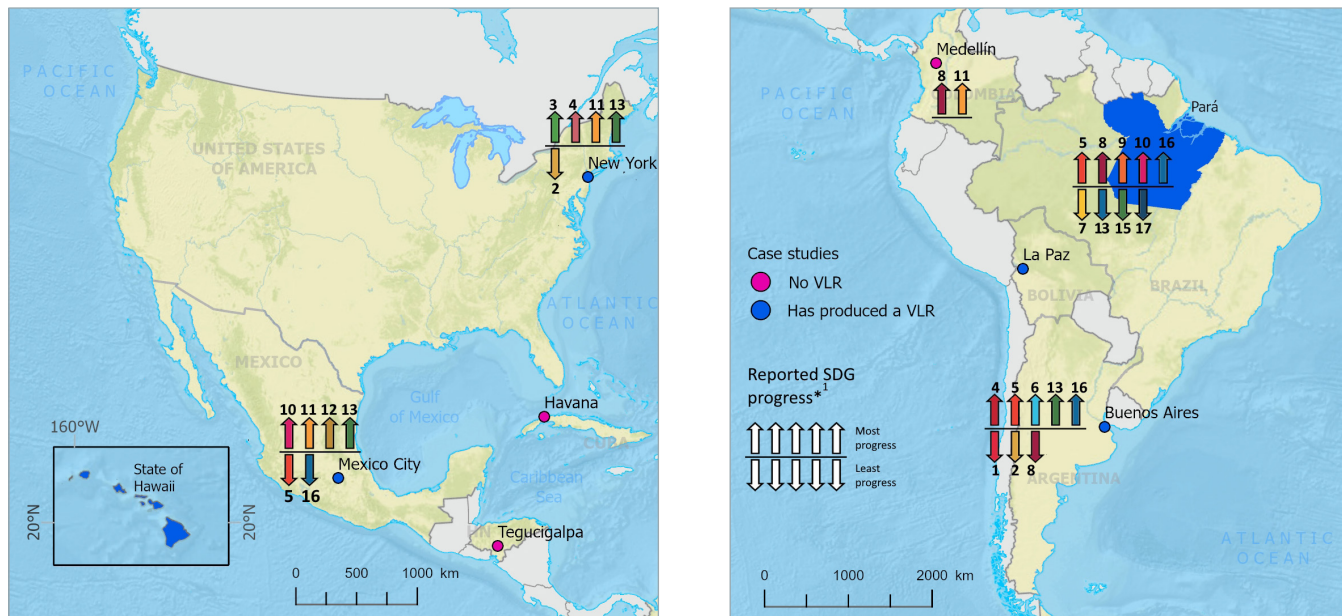 PACIFIC
OCEAN
UNITED STATES
OF AMERICA
3 4 11 13
New York
2
ATLANTIC
OCEAN
MEXICO
Gulf
of Mexico
Havana
CUBA
10 11 12 13
Mexico City
5 16
Caribbean
Sea
Tegucigalpa
160°W
State of
Hawaii
20°N
20°N
0 500 1000 km
Medellín
8 11
PACIFIC
OCEAN
Pará
5 8 9 10 16
7 13 15 17
Case studies
No VLR
Has produced a VLR
La Paz
BOLIVIA
BRAZIL
Reported SDG
progress*1
Most
progress
Least
progress
4 5 6 13 16
Buenos Aires
1 2 8
ARGENTINA
ATLANTIC
OCEAN
0 1000 2000 km